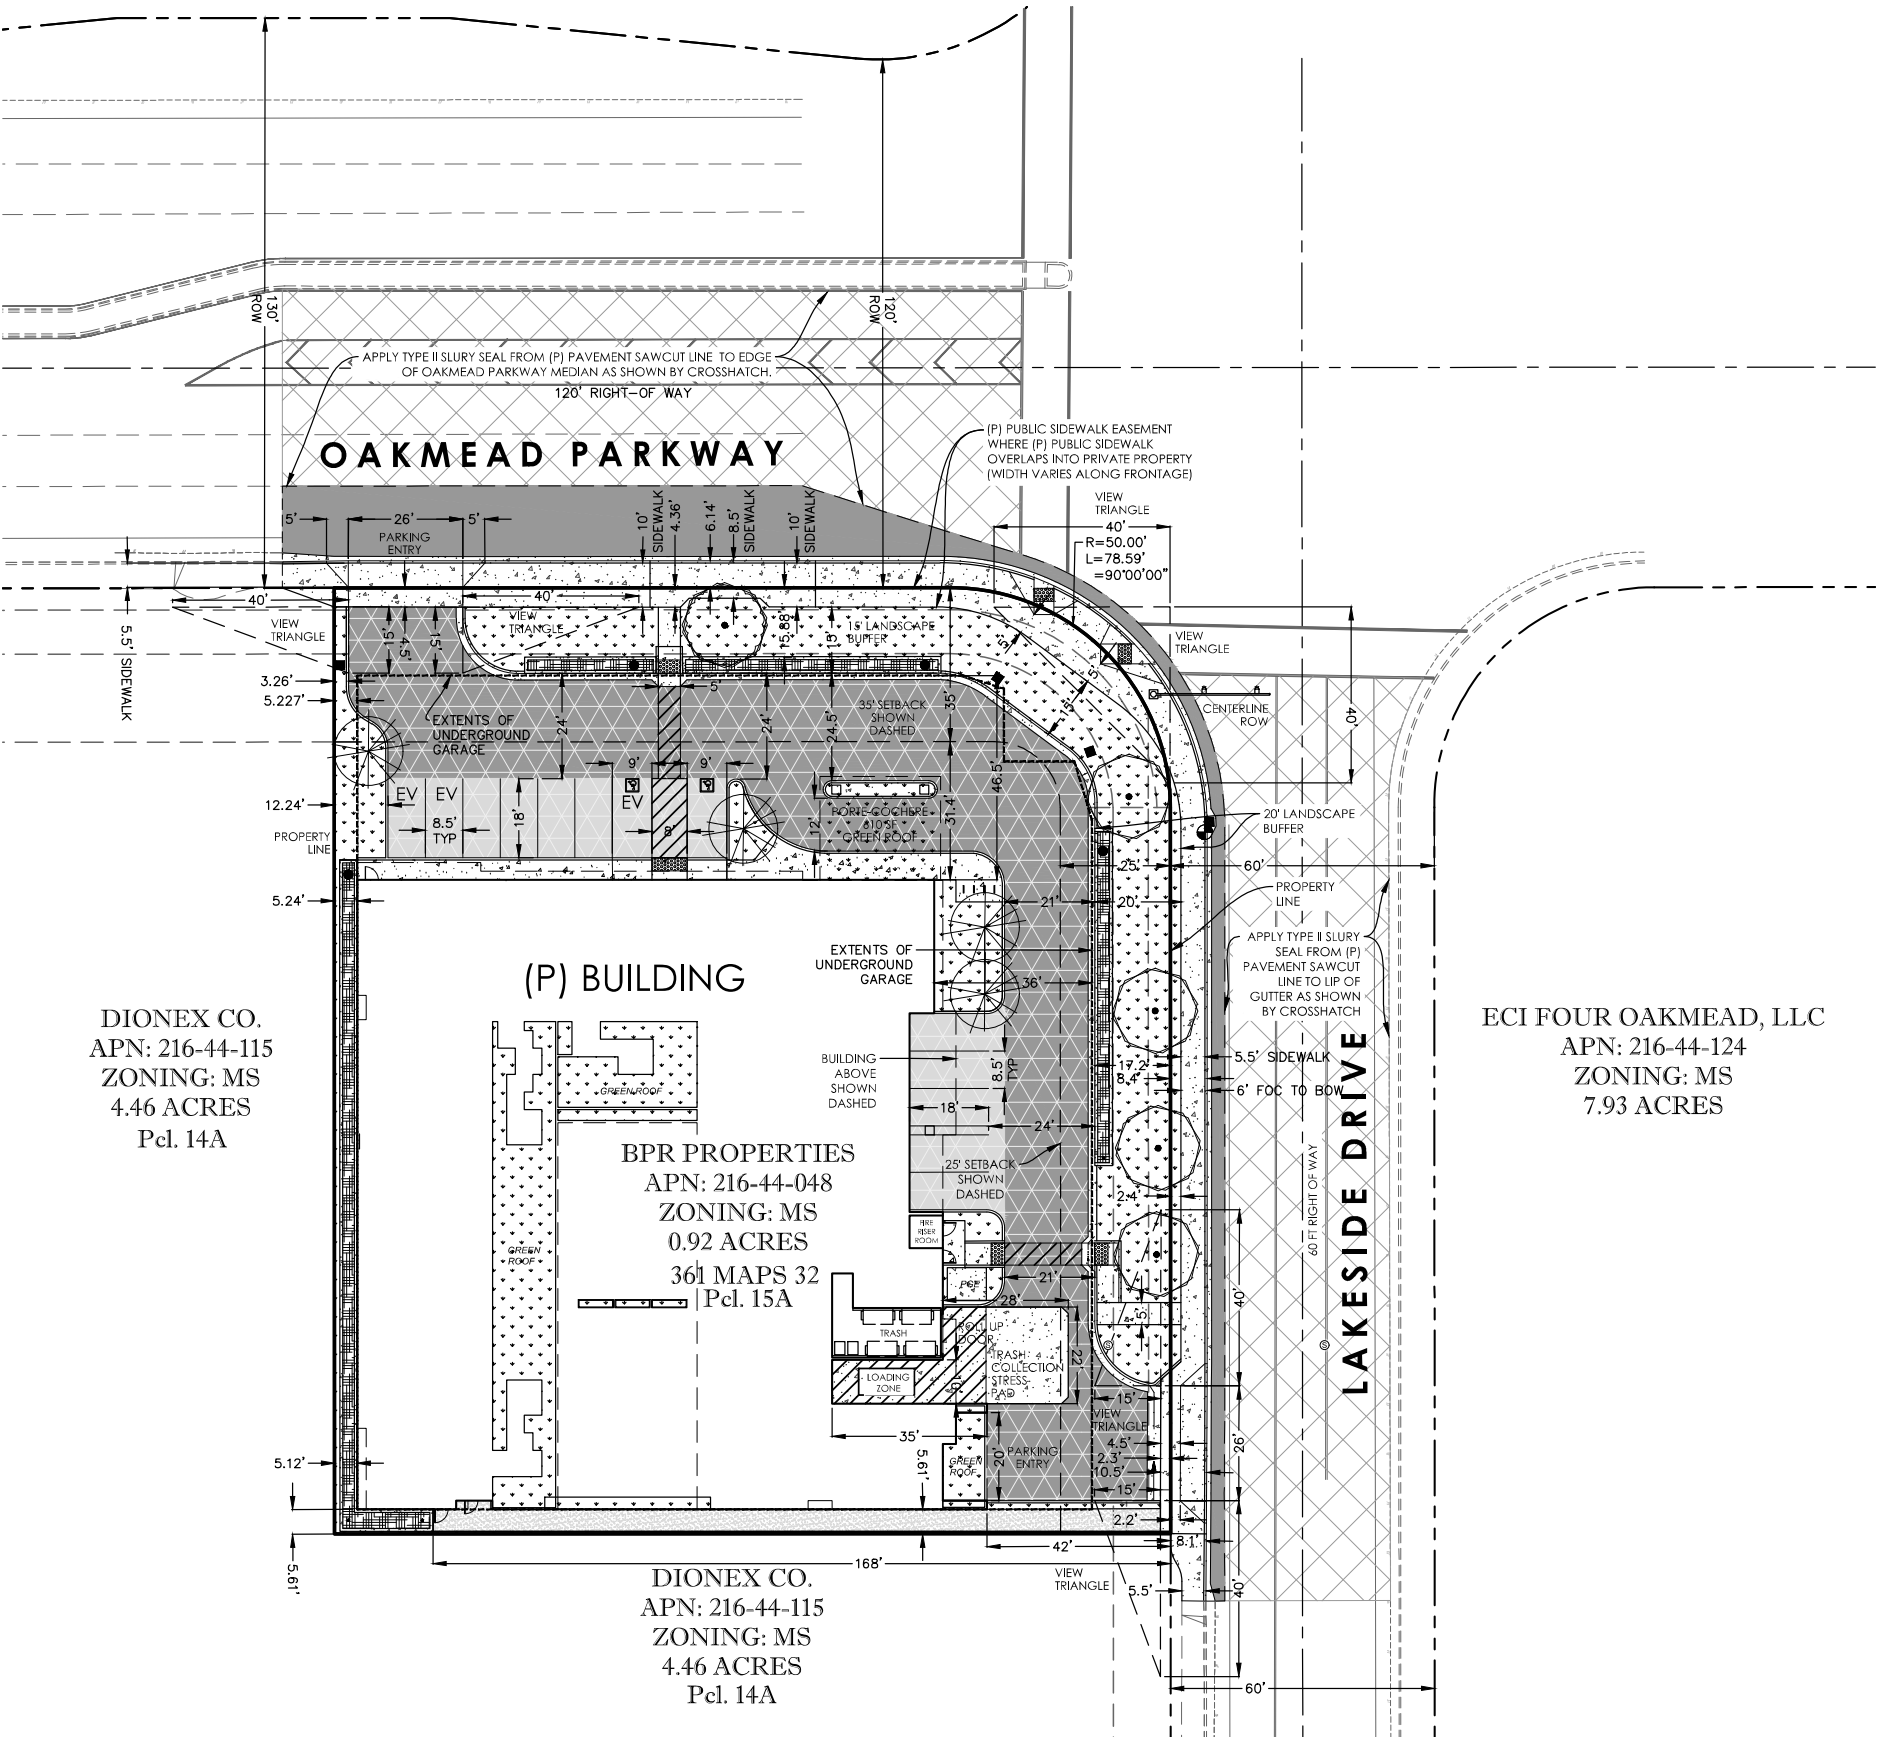 130'
ROW
120'
ROW
APPLY TYPE II SLURY SEAL FROM (P) PAVEMENT SAWCUT LINE TO EDGE
OF OAKMEAD PARKWAY MEDIAN AS SHOWN BY CROSSHATCH.
120' RIGHT-OF WAY
OAKMEAD PARKWAY
(P) PUBLIC SIDEWALK EASEMENT
WHERE (P) PUBLIC SIDEWALK
OVERLAPS INTO PRIVATE PROPERTY
(WIDTH VARIES ALONG FRONTAGE)
VIEW
TRIANGLE
40'
R=50.00'
L=78.59'
=90°00'00"
5'
26'
5'
PARKING
ENTRY
10'
SIDEWALK
4.36'
6.14'
8.5'
SIDEWALK
10'
SIDEWALK
40'
40'
VIEW
TRIANGLE
VIEW
TRIANGLE
5.5' SIDEWALK
15'
4.5'
15'
15.88'
15'
15' LANDSCAPE
BUFFER
5'
VIEW
TRIANGLE
3.26'
5.227'
5'
15'
5'
35'
CENTERLINE
ROW
40'
EXTENTS OF
UNDERGROUND
GARAGE
24'
24'
24.5'
35' SETBACK
SHOWN
DASHED
9'
9'
46.5'
31.4'
EV
EV
EV
12.24'
8.5'
TYP
18'
8'
12'
PORTE-COCHERE
810 SF
GREEN ROOF
PROPERTY
LINE
20' LANDSCAPE
BUFFER
25'
60'
5.24'
21'
20'
PROPERTY
LINE
EXTENTS OF
UNDERGROUND
GARAGE
36'
APPLY TYPE II SLURY
SEAL FROM (P)
PAVEMENT SAWCUT
LINE TO LIP OF
GUTTER AS SHOWN
BY CROSSHATCH
(P) BUILDING
DIONEX CO.
APN: 216-44-115
ZONING: MS
4.46 ACRES
Pcl. 14A
ECI FOUR OAKMEAD, LLC
APN: 216-44-124
ZONING: MS
7.93 ACRES
BUILDING
ABOVE
SHOWN
DASHED
8.5'
TYP
17.2'
8.4'
5.5' SIDEWALK
6' FOC TO BOW
GREEN ROOF
18'
24'
BPR PROPERTIES
APN: 216-44-048
ZONING: MS
0.92 ACRES
361 MAPS 32
Pcl. 15A
25' SETBACK
SHOWN
DASHED
2.4'
60 FT RIGHT OF WAY
LAKESIDE DRIVE
FIRE
RISER
ROOM
GREEN
ROOF
PGE
21'
28'
40'
5'
TRASH
ROLL UP
DOOR
TRASH
COLLECTION
STRESS
PAD
22'
LOADING
ZONE
10'
15'
VIEW
TRIANGLE
35'
4.5'
26'
5.12'
5.61'
GREEN
ROOF
20'
PARKING
ENTRY
2.3'
10.5'
15'
2.2'
8.1'
42'
5.61'
168'
VIEW
TRIANGLE
5.5'
40'
DIONEX CO.
APN: 216-44-115
ZONING: MS
4.46 ACRES
Pcl. 14A
60'